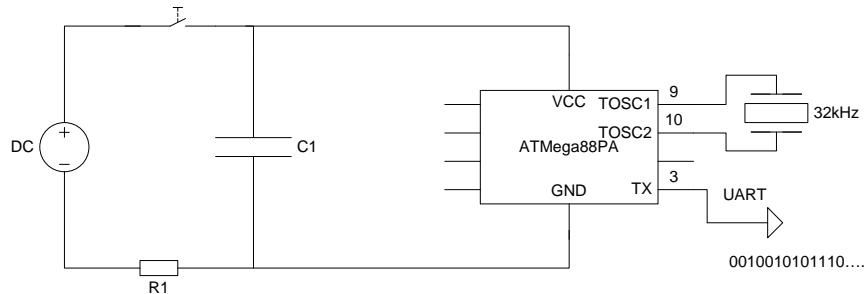 DC
+
−
C1
R1
VCC
TOSC1
9
TOSC2
10
ATMega88PA
GND
TX
3
32kHz
UART
0010010101110....